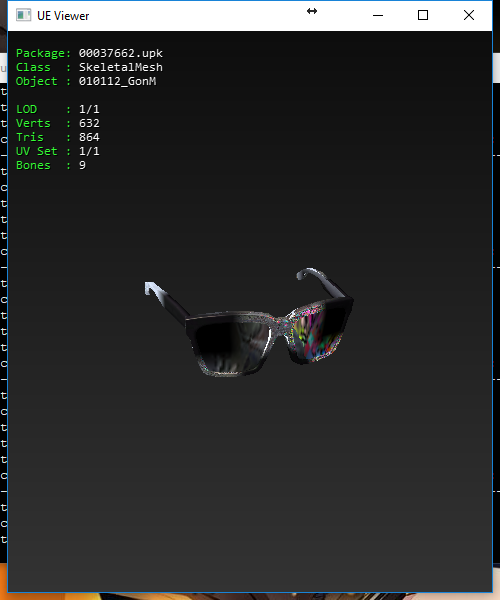 UE Viewer
Package: 00037662.upk
Class : SkeletalMesh
Object : 010112_GonM
LOD : 1/1
Verts : 632
Tris : 864
UV Set : 1/1
Bones : 9